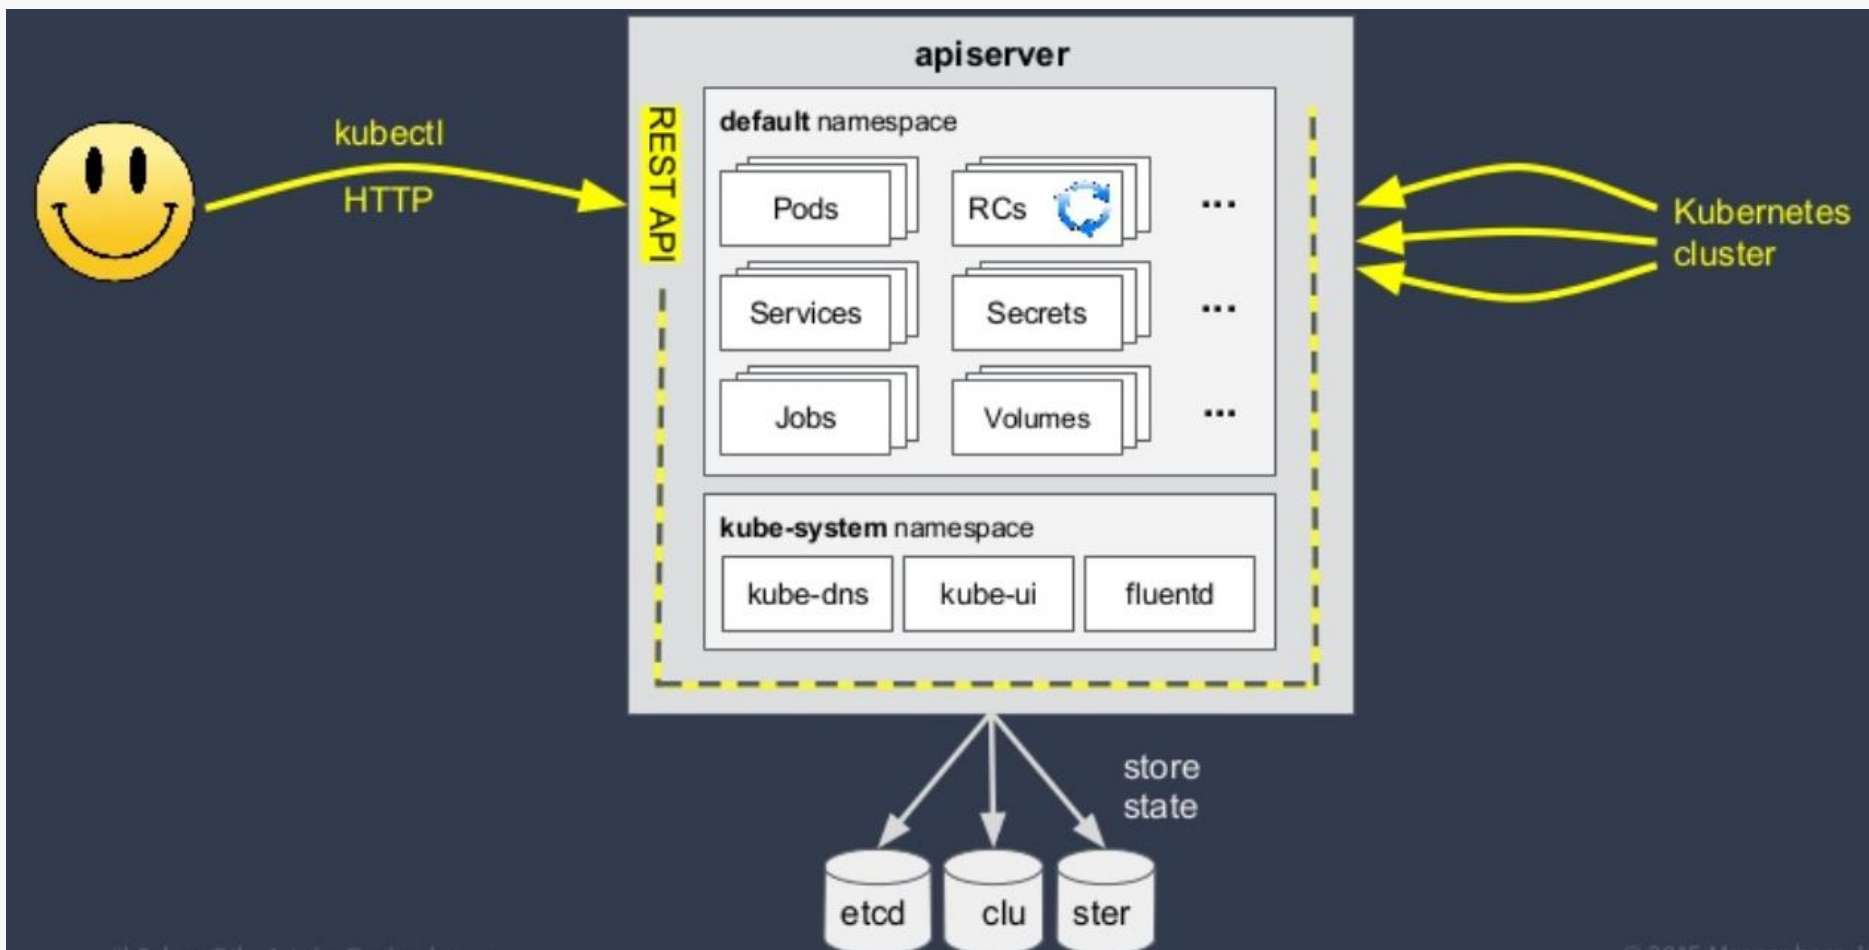 apiserver
kubectl
HTTP
REST API
default namespace
Pods
RCs
...
Services
Secrets
...
Jobs
Volumes
...
Kubernetes
cluster
kube-system namespace
kube-dns
kube-ui
fluentd
store
state
etcd
clu
ster